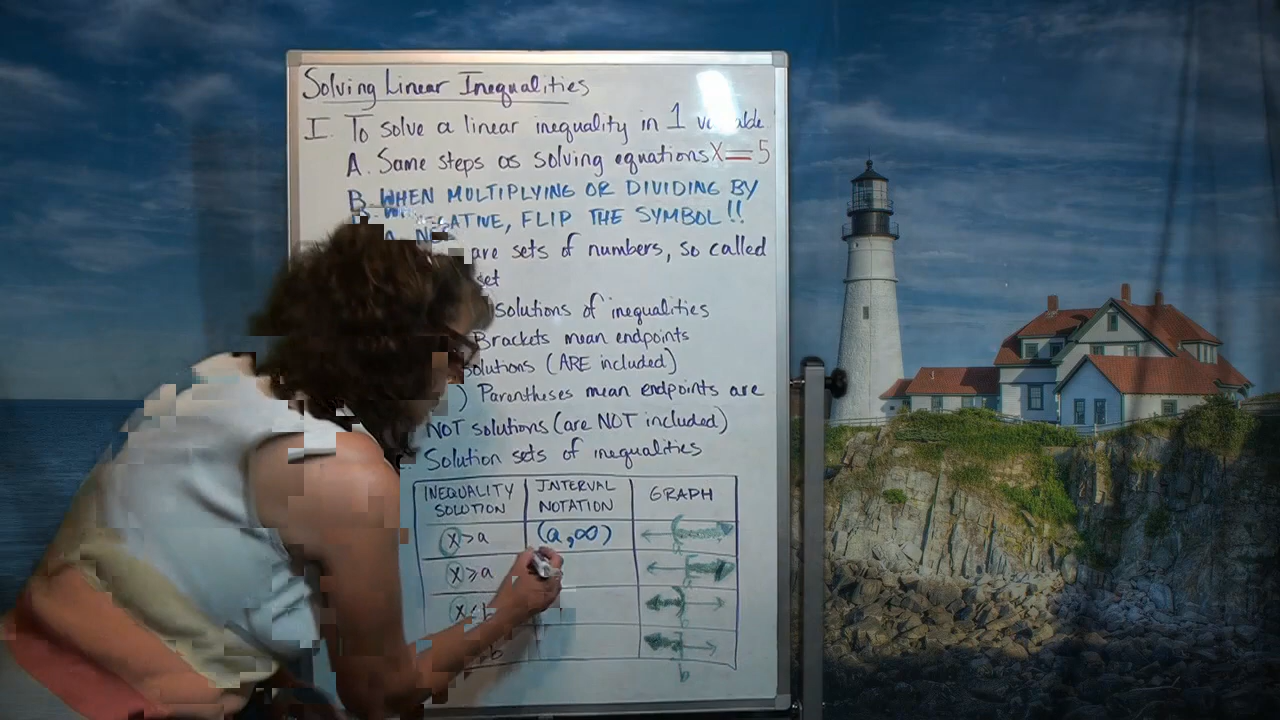 Solving Linear Inequalities
I. To solve a linear inequality in 1
A. Same steps as solving equations X = 5
B. WHEN MULTIPLYING OR DIVIDING BY
NEGATIVE, FLIP THE SYMBOL!!
are sets of numbers, so called
set
solutions of inequalities
Brackets mean endpoints
solutions (ARE included)
) Parentheses mean endpoints are
NOT solutions (are NOT included)
Solution sets of inequalities
INEQUALITY SOLUTION INTERVAL NOTATION GRAPH
x > a (a, ∞)
x ≥ a
x <
b
b